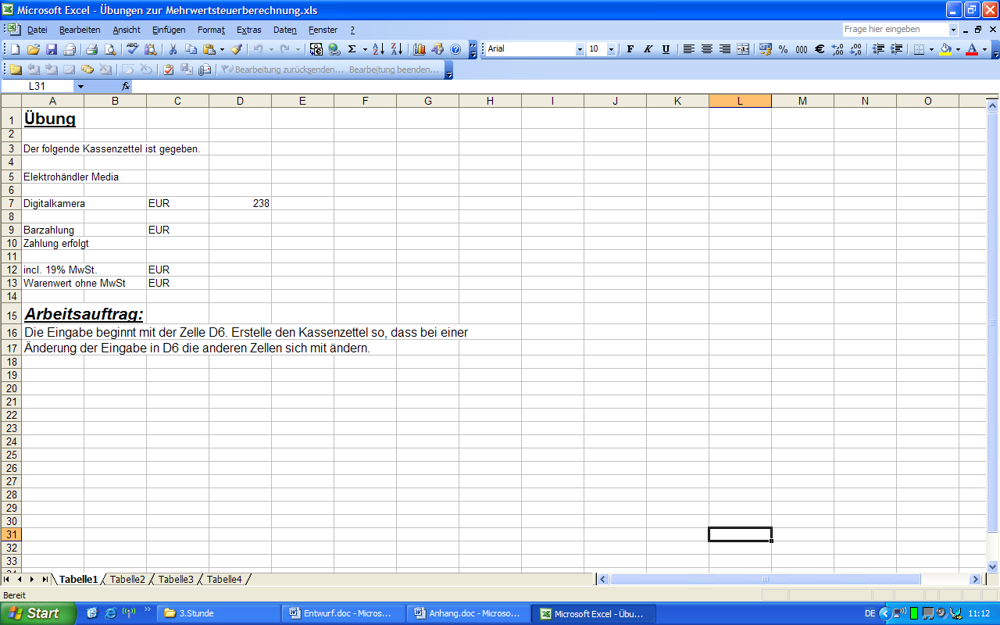 Microsoft Excel - Übungen zur Mehrwertsteuerberechnung.xls
Datei Bearbeiten Ansicht Einfügen Format Extras Daten Fenster ? Frage hier eingeben
Arial 10 F K U % 000 €
Bearbeitung zurücksenden... Bearbeitung beenden...
L31 fx
A B C D E F G H I J K L M N O
1 Übung
2
3 Der folgende Kassenzettel ist gegeben.
4
5 Elektrohändler Media
6
7 Digitalkamera EUR 238
8
9 Barzahlung EUR
10 Zahlung erfolgt
11
12 incl. 19% MwSt. EUR
13 Warenwert ohne MwSt EUR
14
15 Arbeitsauftrag:
16 Die Eingabe beginnt mit der Zelle D6. Erstelle den Kassenzettel so, dass bei einer
17 Änderung der Eingabe in D6 die anderen Zellen sich mit ändern.
18
19
20
21
22
23
24
25
26
27
28
29
30
31
32
33
Tabelle1 Tabelle2 Tabelle3 Tabelle4
Bereit
Start 3.Stunde Entwurf.doc - Micros... Anhang.doc - Microso... Microsoft Excel - Übu... DE 11:12